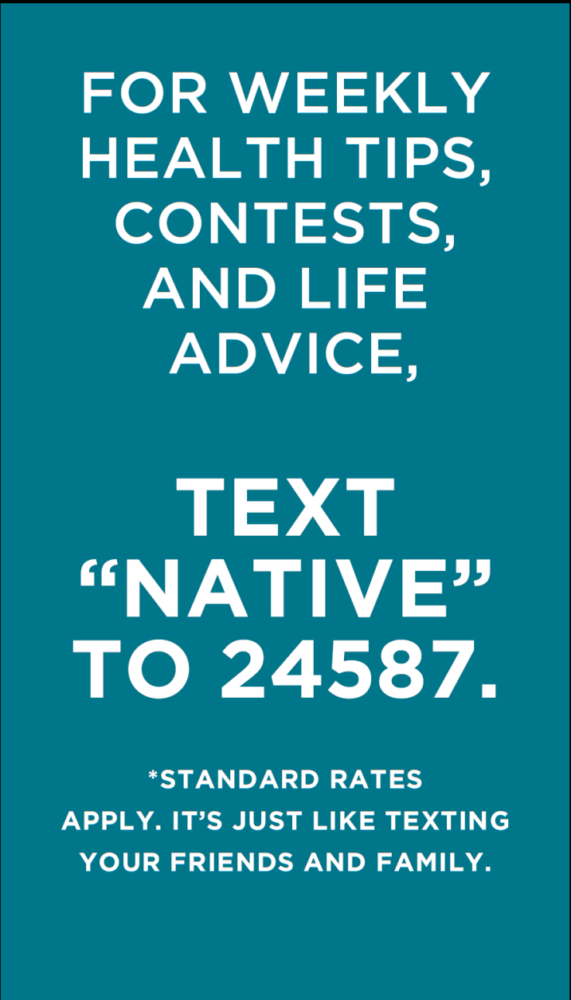 FOR WEEKLY
HEALTH TIPS,
CONTESTS,
AND LIFE
ADVICE,
TEXT
“NATIVE”
TO 24587.
*STANDARD RATES
APPLY. IT’S JUST LIKE TEXTING
YOUR FRIENDS AND FAMILY.